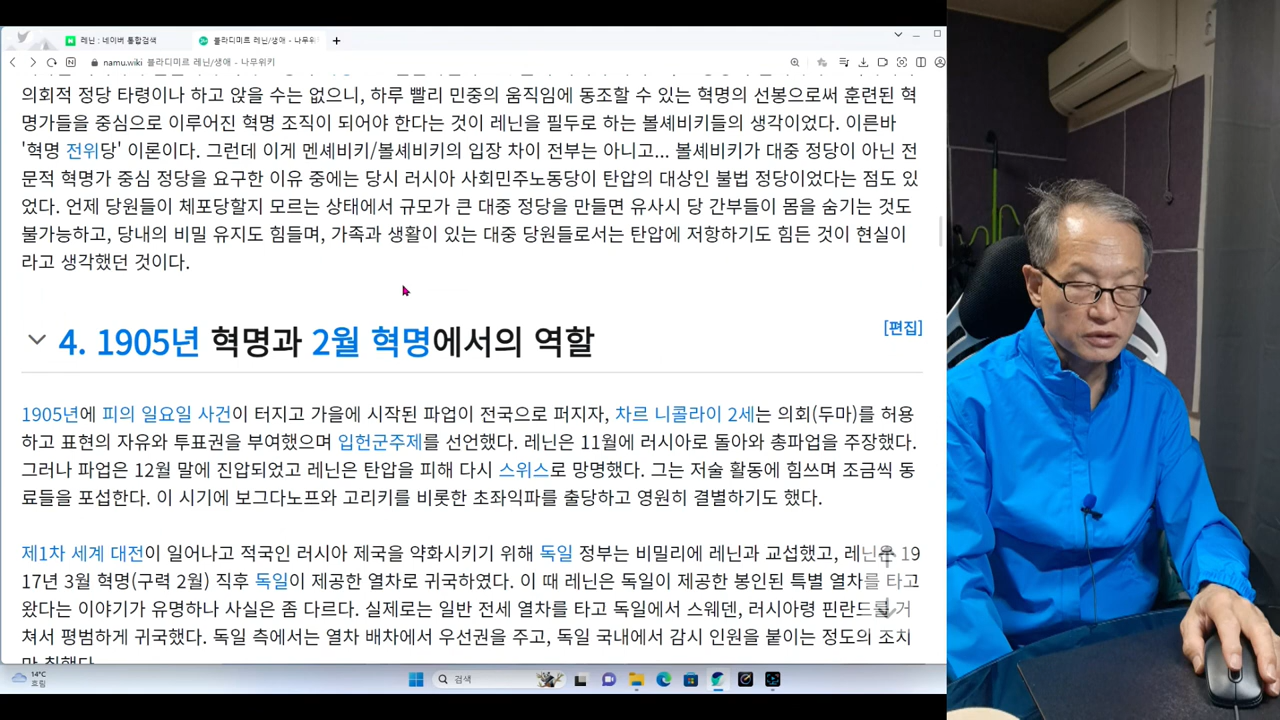 레닌 : 네이버 통합검색
블라디미르 레닌/생애 - 나무위키
namu.wiki 블라디미르 레닌/생애 - 나무위키
의회적 정당 타령이나 하고 앉을 수는 없으니, 하루 빨리 민중의 움직임에 동조할 수 있는 혁명의 선봉으로써 훈련된 혁
명가들을 중심으로 이루어진 혁명 조직이 되어야 한다는 것이 레닌을 필두로 하는 볼셰비키들의 생각이었다. 이른바
'혁명 전위당' 이론이다. 그런데 이게 멘셰비키/볼셰비키의 입장 차이 전부는 아니고... 볼셰비키가 대중 정당이 아닌 전
문적 혁명가 중심 정당을 요구한 이유 중에는 당시 러시아 사회민주노동당이 탄압의 대상인 불법 정당이었다는 점도 있
었다. 언제 당원들이 체포당할지 모르는 상태에서 규모가 큰 대중 정당을 만들면 유사시 당 간부들이 몸을 숨기는 것도
불가능하고, 당내의 비밀 유지도 힘들며, 가족과 생활이 있는 대중 당원들로서는 탄압에 저항하기도 힘든 것이 현실이
라고 생각했던 것이다.
4. 1905년 혁명과 2월 혁명에서의 역할
[편집]
1905년에 피의 일요일 사건이 터지고 가을에 시작된 파업이 전국으로 퍼지자, 차르 니콜라이 2세는 의회(두마)를 허용
하고 표현의 자유와 투표권을 부여했으며 입헌군주제를 선언했다. 레닌은 11월에 러시아로 돌아와 총파업을 주장했다.
그러나 파업은 12월 말에 진압되었고 레닌은 탄압을 피해 다시 스위스로 망명했다. 그는 저술 활동에 힘쓰며 조금씩 동
료들을 포섭한다. 이 시기에 보그다노프와 고리키를 비롯한 초좌익파를 출당하고 영원히 결별하기도 했다.
제1차 세계 대전이 일어나고 적국인 러시아 제국을 약화시키기 위해 독일 정부는 비밀리에 레닌과 교섭했고, 레닌은 19
17년 3월 혁명(구력 2월) 직후 독일이 제공한 열차로 귀국하였다. 이 때 레닌은 독일이 제공한 봉인된 특별 열차를 타고
왔다는 이야기가 유명하나 사실은 좀 다르다. 실제로는 일반 전세 열차를 타고 독일에서 스웨덴, 러시아령 핀란드를 거
쳐서 평범하게 귀국했다. 독일 측에서는 열차 배차에서 우선권을 주고, 독일 국내에서 감시 인원을 붙이는 정도의 조치
만 취했다
14°C
흐림
검색